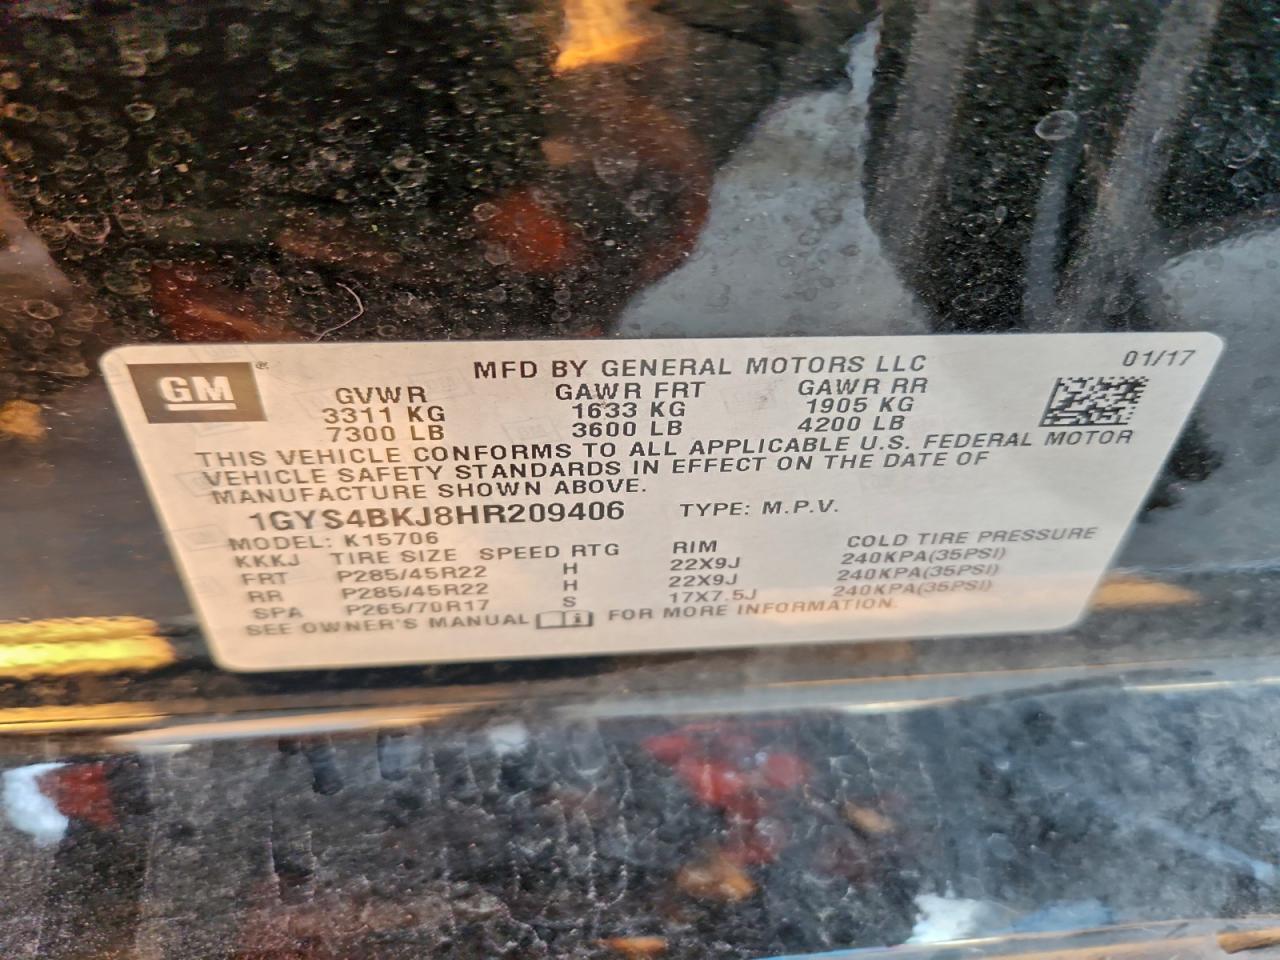 GM®
MFD BY GENERAL MOTORS LLC 01/17
GVWR GAWR FRT GAWR RR
3311 KG 1633 KG 1905 KG
7300 LB 3600 LB 4200 LB
THIS VEHICLE CONFORMS TO ALL APPLICABLE U.S. FEDERAL MOTOR
VEHICLE SAFETY STANDARDS IN EFFECT ON THE DATE OF
MANUFACTURE SHOWN ABOVE.
1GYS4BKJ8HR209406 TYPE: M.P.V.
MODEL: K15706
KKKJ TIRE SIZE SPEED RTG RIM COLD TIRE PRESSURE
FRT P285/45R22 H 22X9J 240KPA(35PSI)
RR P285/45R22 H 22X9J 240KPA(35PSI)
SPA P265/70R17 S 17X7.5J 240KPA(35PSI)
SEE OWNER'S MANUAL FOR MORE INFORMATION.